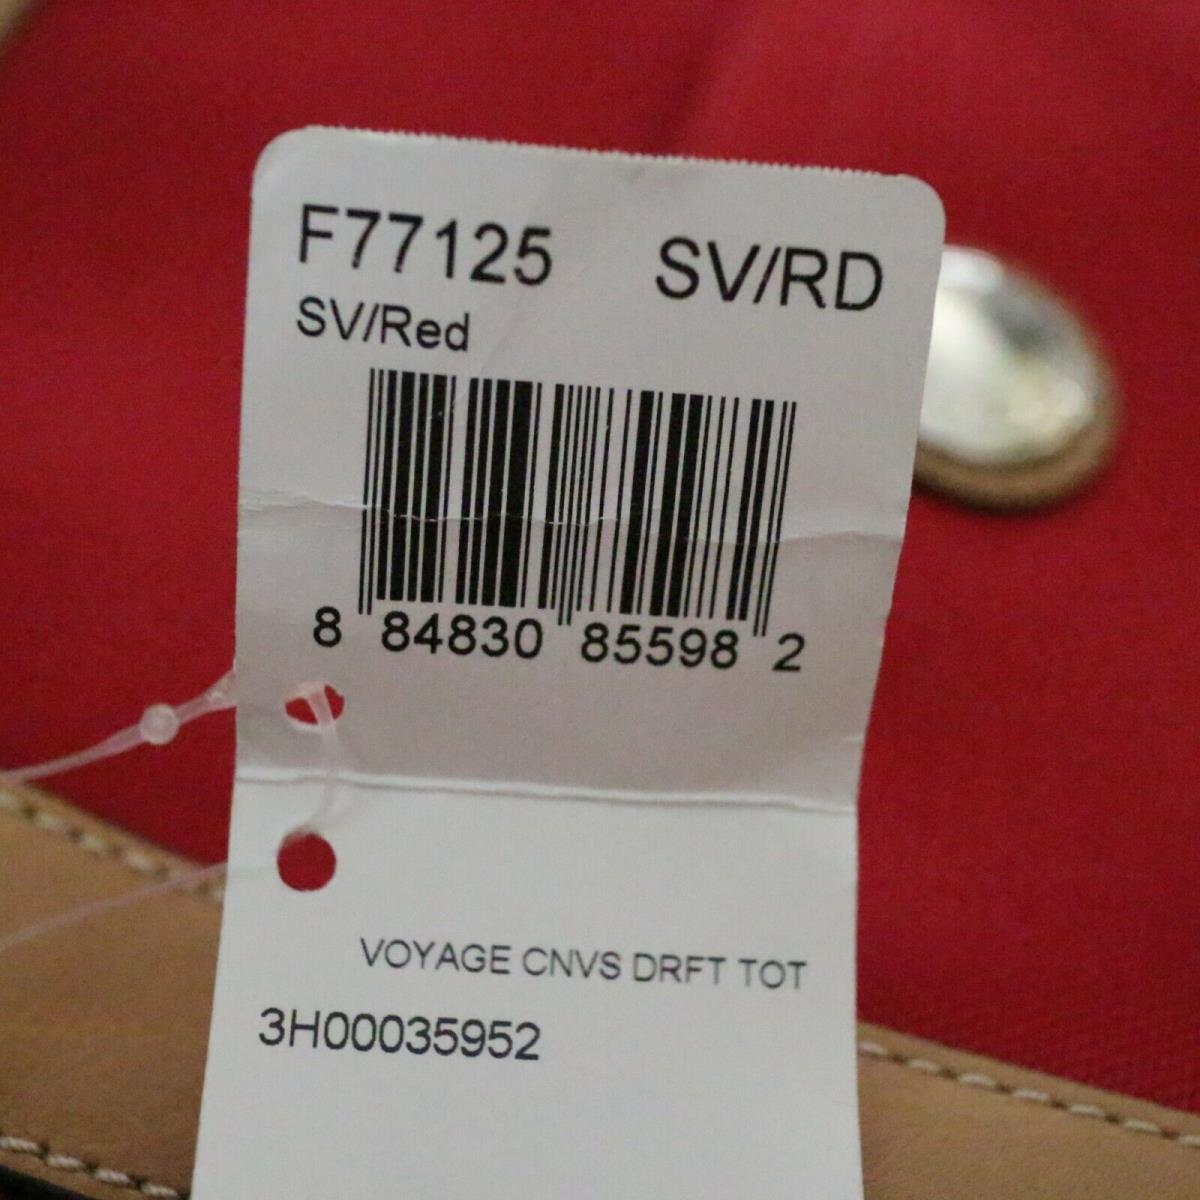 F77125 SV/RD
SV/Red
8 84830 85598 2
VOYAGE CNVS DRFT TOT
3H00035952